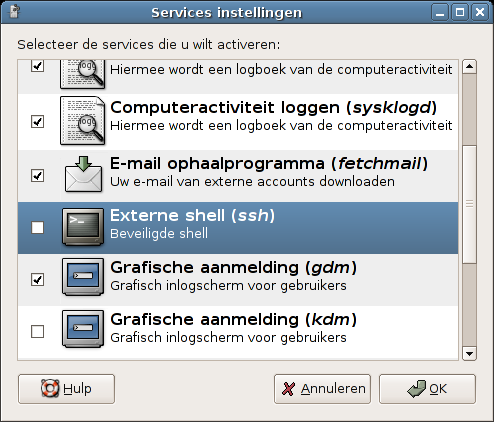 Services instellingen
Selecteer de services die u wilt activeren:
Hiermee wordt een logboek van de computeractiviteit
Computeractiviteit loggen (sysklogd)
Hiermee wordt een logboek van de computeractiviteit
E-mail ophaalprogramma (fetchmail)
Uw e-mail van externe accounts downloaden
Externe shell (ssh)
Beveiligde shell
Grafische aanmelding (gdm)
Grafisch inlogscherm voor gebruikers
Grafische aanmelding (kdm)
Grafisch inlogscherm voor gebruikers
Hulp
Annuleren
OK